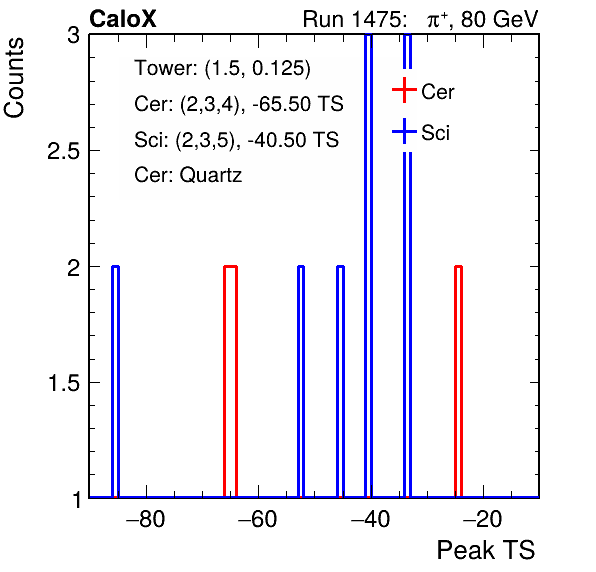 CaloX Run 1475: π⁺, 80 GeV
Counts
3
2.5
2
1.5
1
Tower: (1.5, 0.125)
Cer: (2,3,4), -65.50 TS
Sci: (2,3,5), -40.50 TS
Cer: Quartz
Cer
Sci
−80 −60 −40 −20
Peak TS